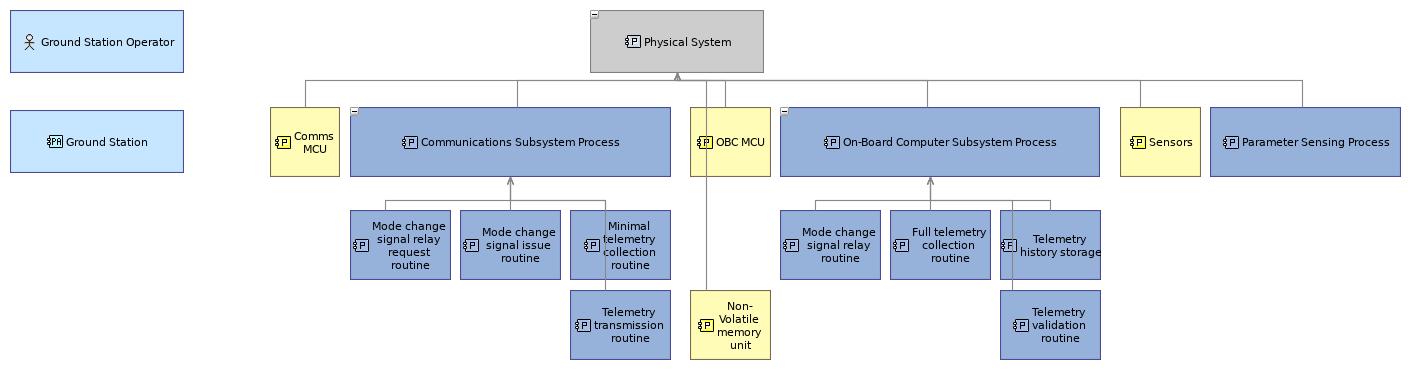 Ground Station Operator
P Physical System
PA Ground Station
P Comms
MCU
P Communications Subsystem Process
P OBC MCU
P On-Board Computer Subsystem Process
P Sensors
P Parameter Sensing Process
P Mode change
signal relay
request
routine
P Mode change
signal issue
routine
P Minimal
telemetry
collection
routine
P Mode change
signal relay
routine
P Full telemetry
collection
routine
P Telemetry
history storage
P Telemetry
transmission
routine
P Non-
Volatile
memory
unit
P Telemetry
validation
routine